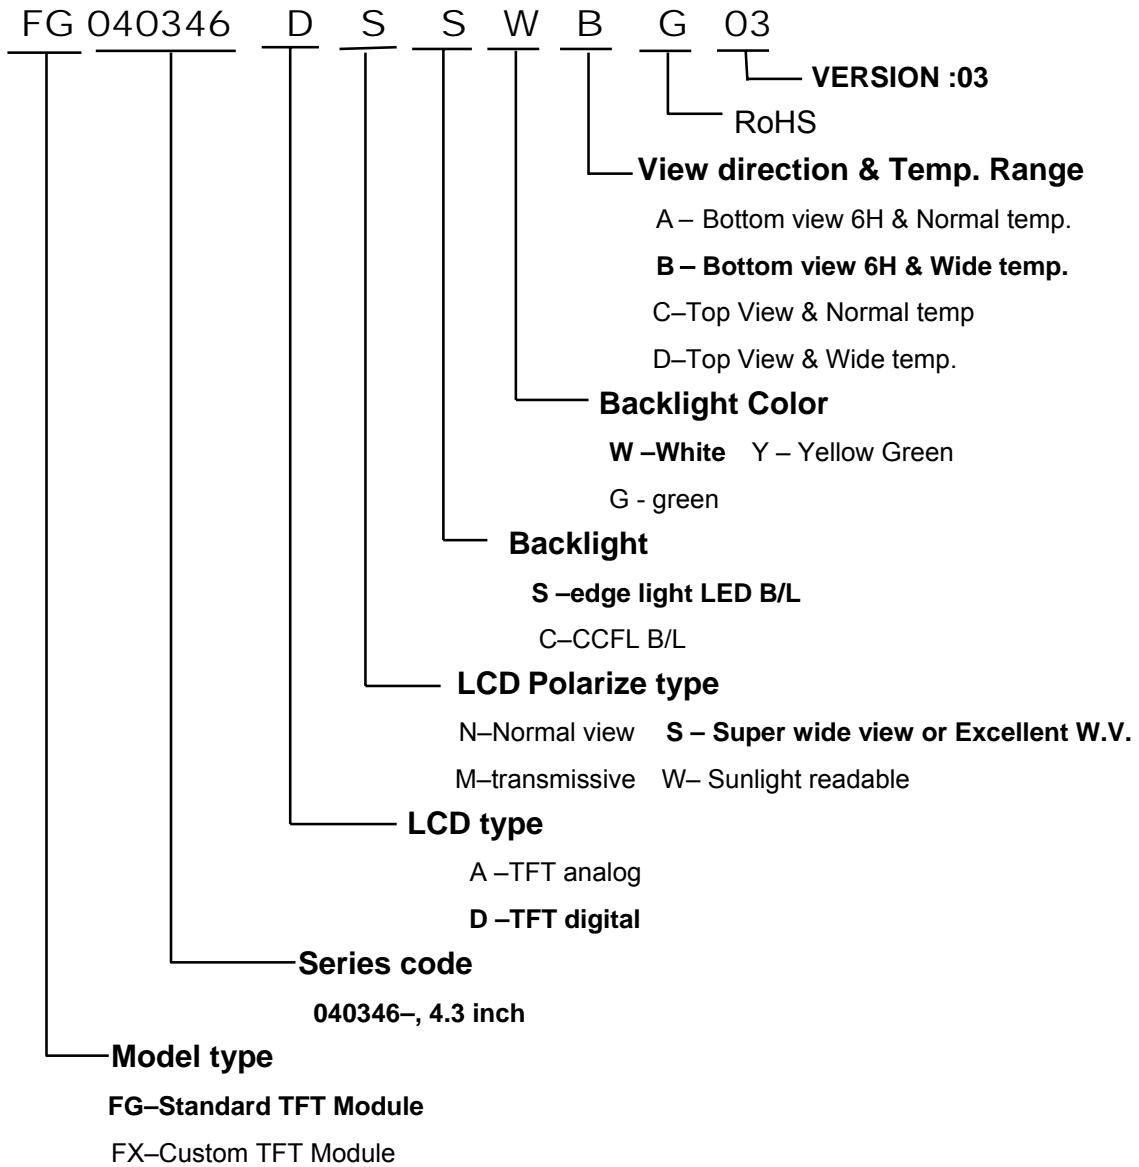 FG 040346 D S S W B G 03
VERSION :03
RoHS
View direction & Temp. Range
A – Bottom view 6H & Normal temp.
B – Bottom view 6H & Wide temp.
C–Top View & Normal temp
D–Top View & Wide temp.
Backlight Color
W –White Y – Yellow Green
G - green
Backlight
S –edge light LED B/L
C–CCFL B/L
LCD Polarize type
N–Normal view S – Super wide view or Excellent W.V.
M–transmissive W– Sunlight readable
LCD type
A –TFT analog
D –TFT digital
Series code
040346–, 4.3 inch
Model type
FG–Standard TFT Module
FX–Custom TFT Module